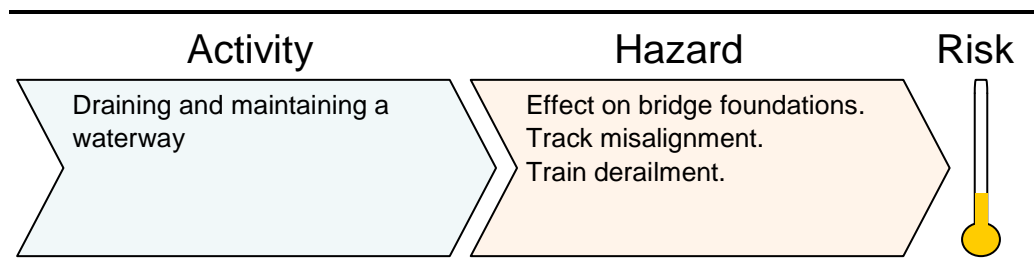 Activity
Hazard
Risk
Draining and maintaining a
waterway
Effect on bridge foundations.
Track misalignment.
Train derailment.